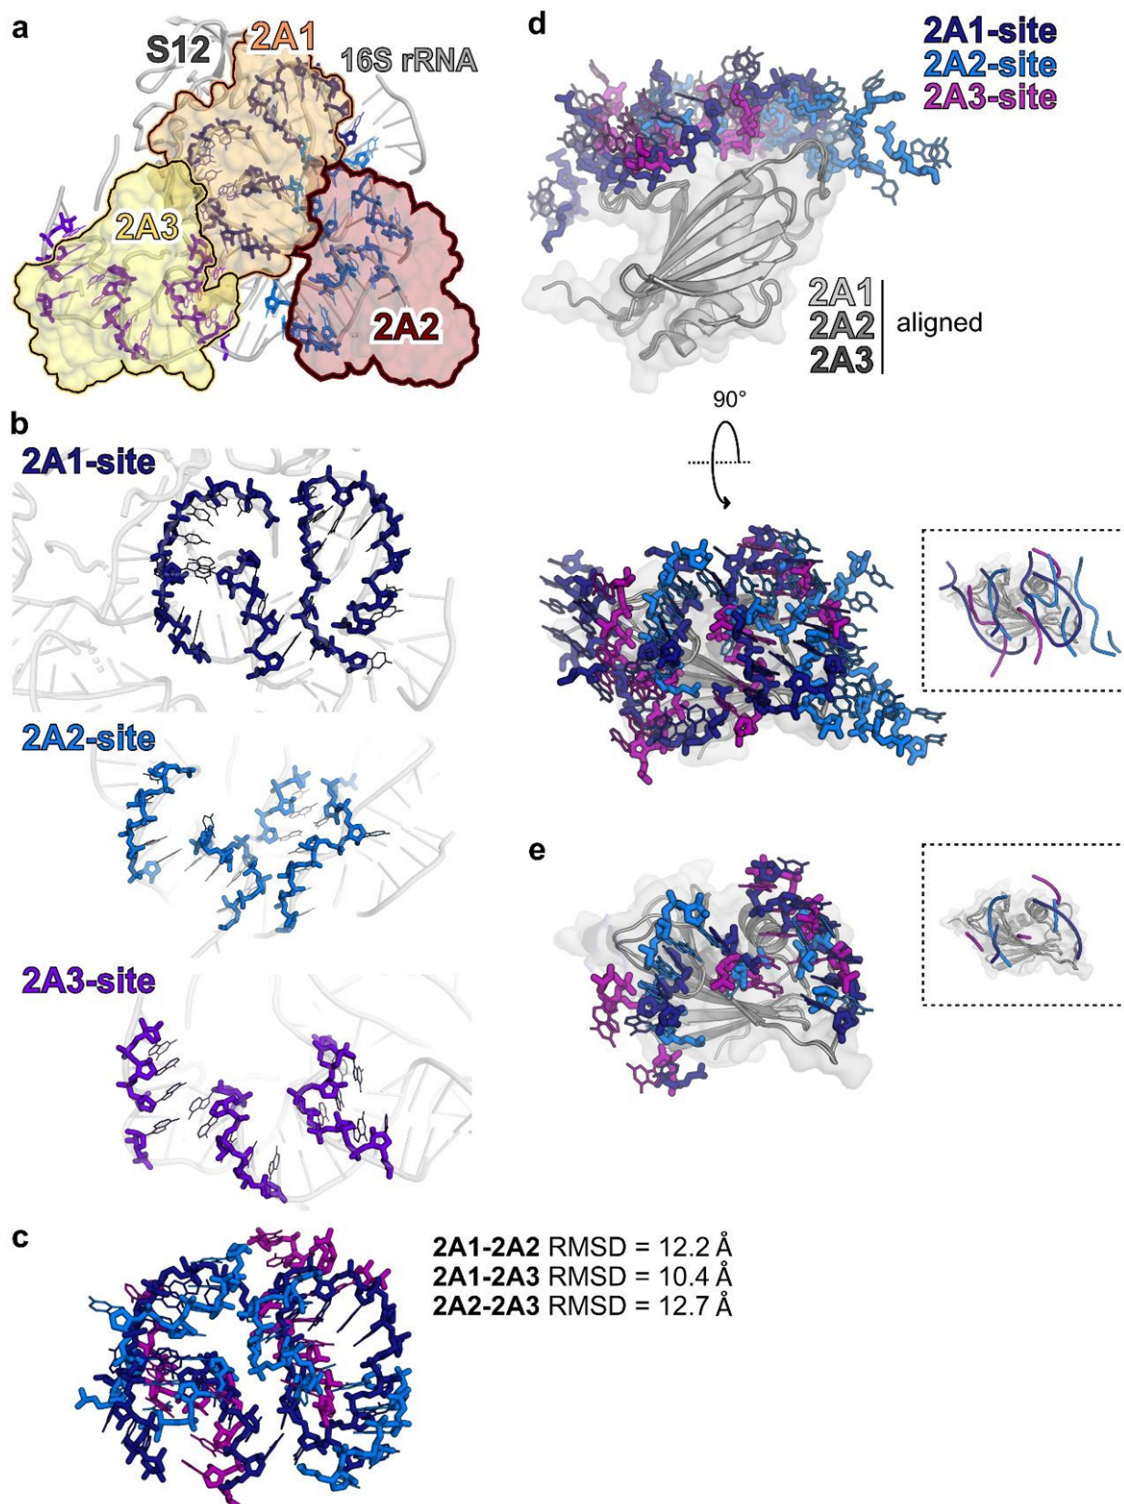 a
S12
2A1
16S rRNA
2A3
2A2
b
2A1-site
2A2-site
2A3-site
c
2A1-2A2 RMSD = 12.2 Å
2A1-2A3 RMSD = 10.4 Å
2A2-2A3 RMSD = 12.7 Å
d
2A1-site
2A2-site
2A3-site
2A1
2A2
2A3
aligned
90°
e